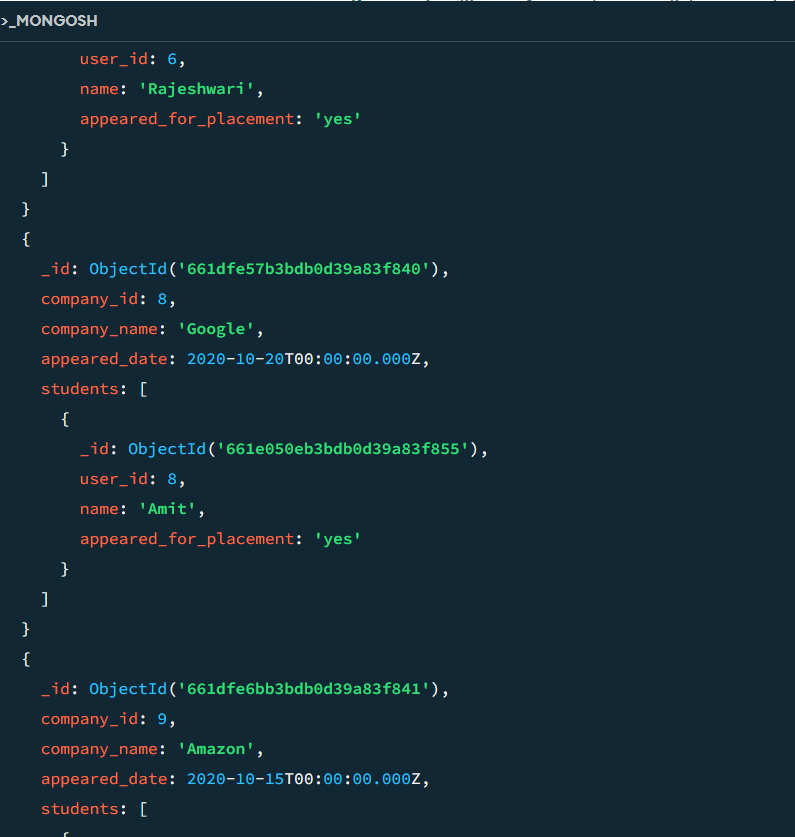 >_MONGOSH
user_id: 6,
name: 'Rajeshwari',
appeared_for_placement: 'yes'
}
]
}
{
_id: ObjectId('661dfe57b3bdb0d39a83f840'),
company_id: 8,
company_name: 'Google',
appeared_date: 2020-10-20T00:00:00.000Z,
students: [
{
_id: ObjectId('661e050eb3bdb0d39a83f855'),
user_id: 8,
name: 'Amit',
appeared_for_placement: 'yes'
}
]
}
{
_id: ObjectId('661dfe6bb3bdb0d39a83f841'),
company_id: 9,
company_name: 'Amazon',
appeared_date: 2020-10-15T00:00:00.000Z,
students: [